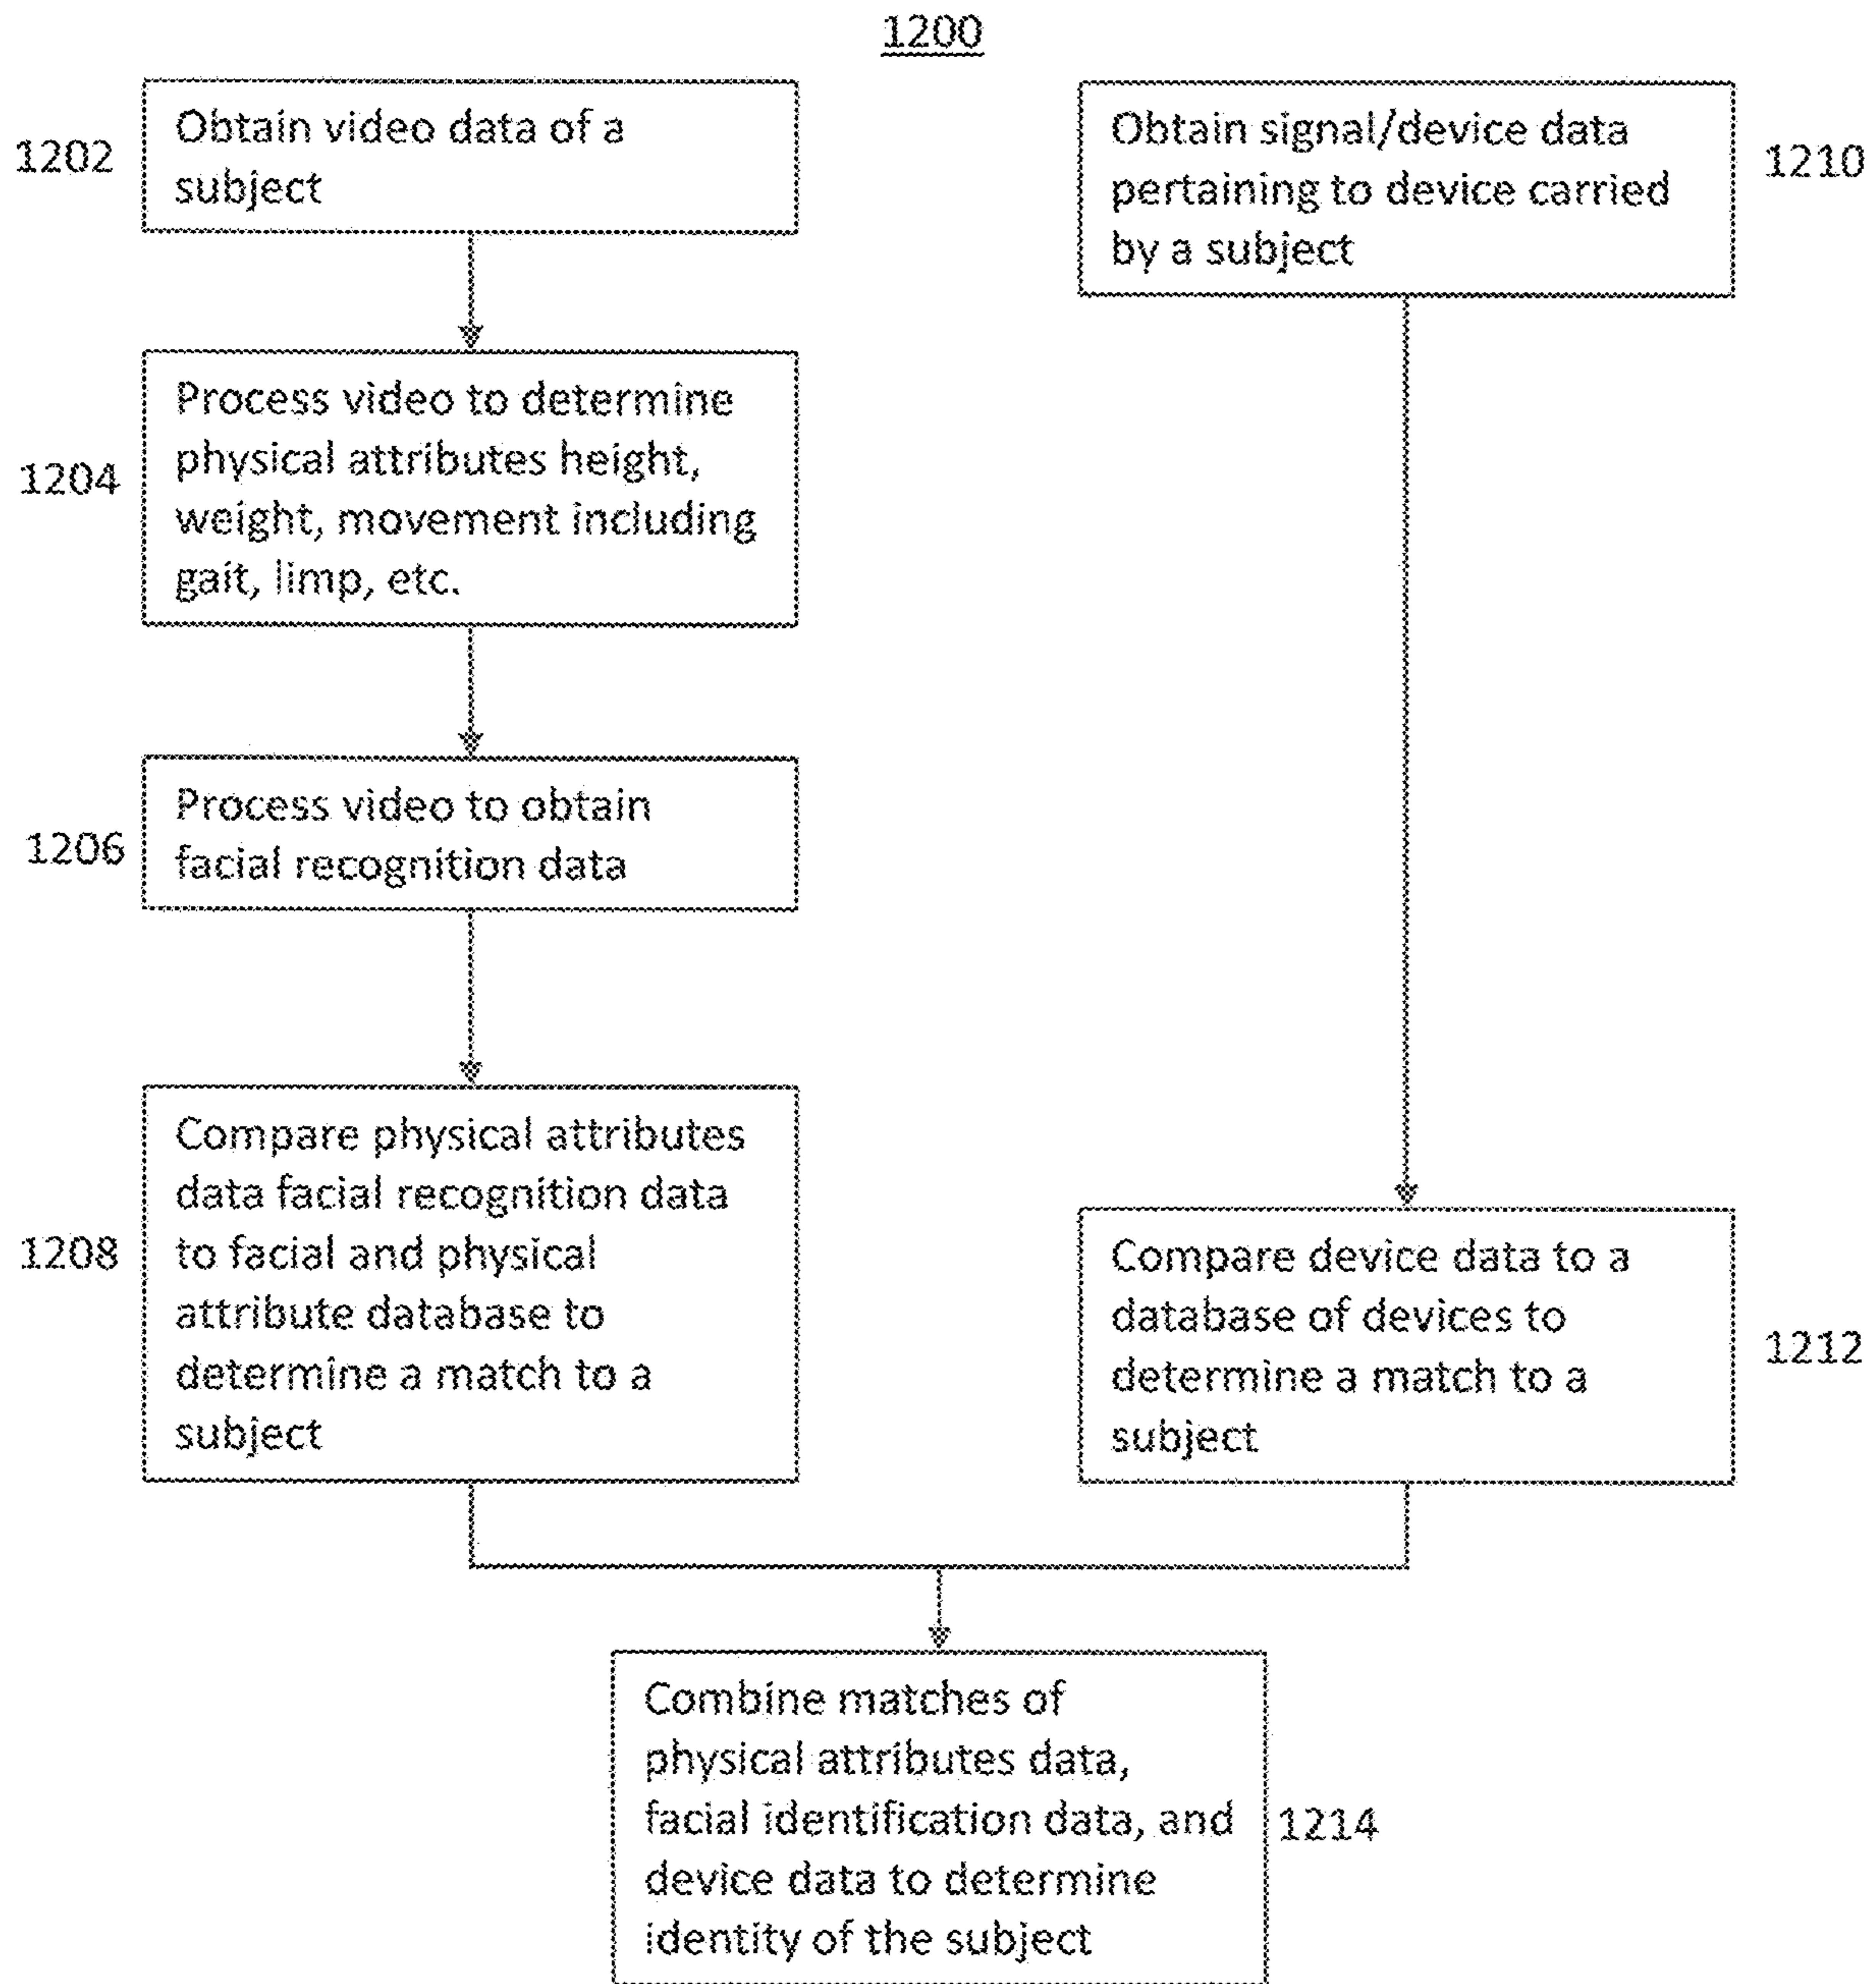 1200
1202
Obtain video data of a
subject
1204
Process video to determine
physical attributes height,
weight, movement including
gait, limp, etc.
1206
Process video to obtain
facial recognition data
1208
Compare physical attributes
data facial recognition data
to facial and physical
attribute database to
determine a match to a
subject
Obtain signal/device data
pertaining to device carried
by a subject
1210
Compare device data to a
database of devices to
determine a match to a
subject
1212
Combine matches of
physical attributes data,
facial identification data, and
device data to determine
identity of the subject
1214